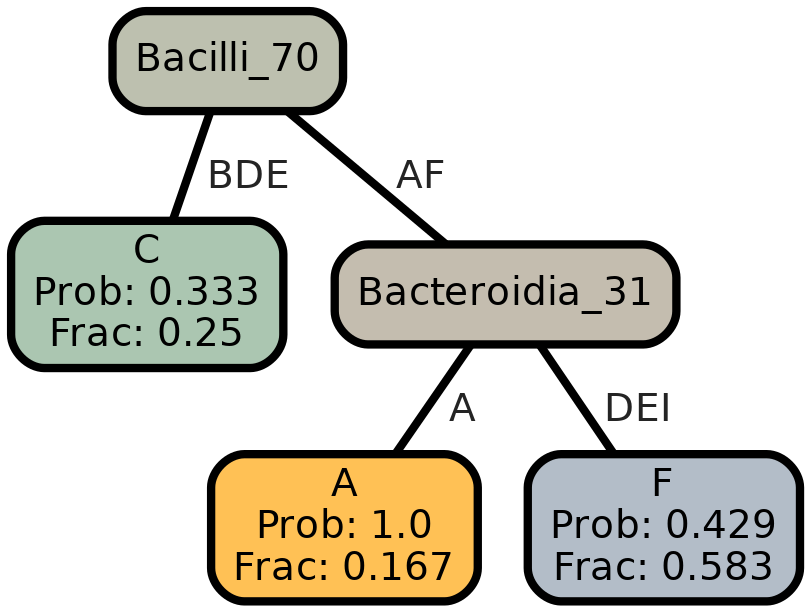 Bacilli_70
BDE
AF
C
Prob: 0.333
Frac: 0.25
Bacteroidia_31
A
DEI
A
Prob: 1.0
Frac: 0.167
F
Prob: 0.429
Frac: 0.583